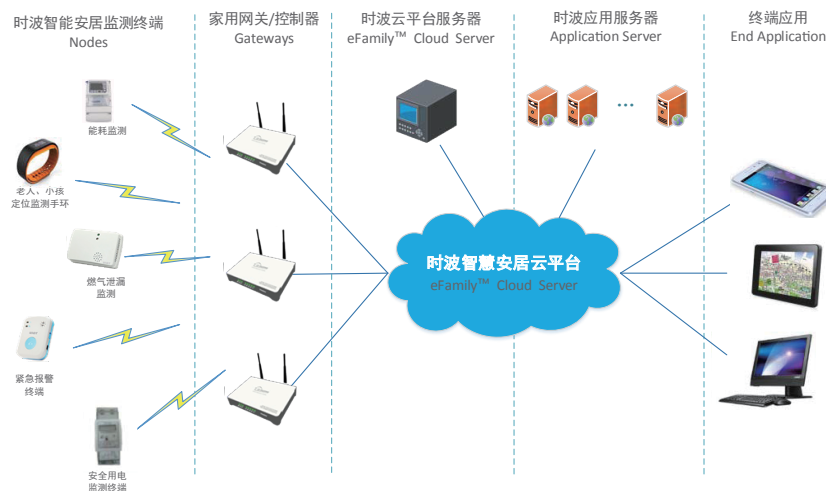 时波智能安居监测终端
Nodes
家用网关/控制器
Gateways
时波云平台服务器
eFamily™ Cloud Server
时波应用服务器
Application Server
终端应用
End Application
能耗监测
老人、小孩
定位监测手环
燃气泄漏
监测
紧急报警
终端
安全用电
监测终端
...
时波智慧安居云平台
eFamily™ Cloud Server